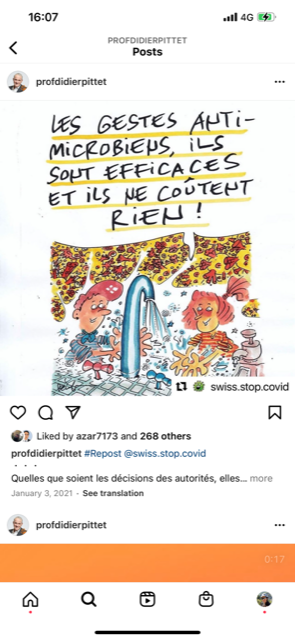 16:07
4G
PROFDIDIERPITTET
Posts
profdidierpittet
LES GESTES ANTI-
MICROBIENS, ILS
SONT EFFICACES
ET ILS NE COÛTENT
RIEN !
swiss.stop.covid
Liked by azar7173 and 268 others
profdidierpittet #Repost @swiss.stop.covid
・・・
Quelles que soient les décisions des autorités, elles... more
January 3, 2021 · See translation
profdidierpittet
0:17